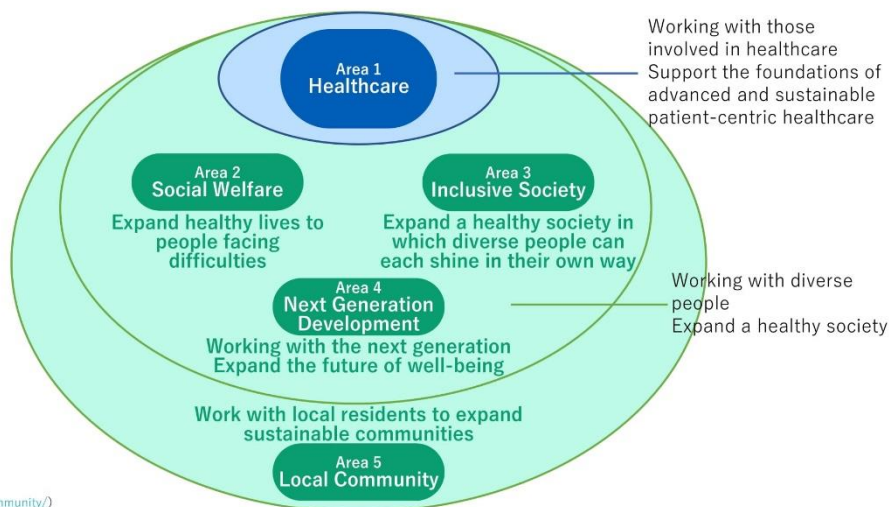 Area 1
Healthcare
Working with those
involved in healthcare
Support the foundations of
advanced and sustainable
patient-centric healthcare
Area 2
Social Welfare
Expand healthy lives to
people facing
difficulties
Area 3
Inclusive Society
Expand a healthy society in
which diverse people can
each shine in their own way
Area 4
Next Generation
Development
Working with the next generation
Expand the future of well-being
Working with diverse
people
Expand a healthy society
Work with local residents to expand
sustainable communities
Area 5
Local Community
mmunity/)